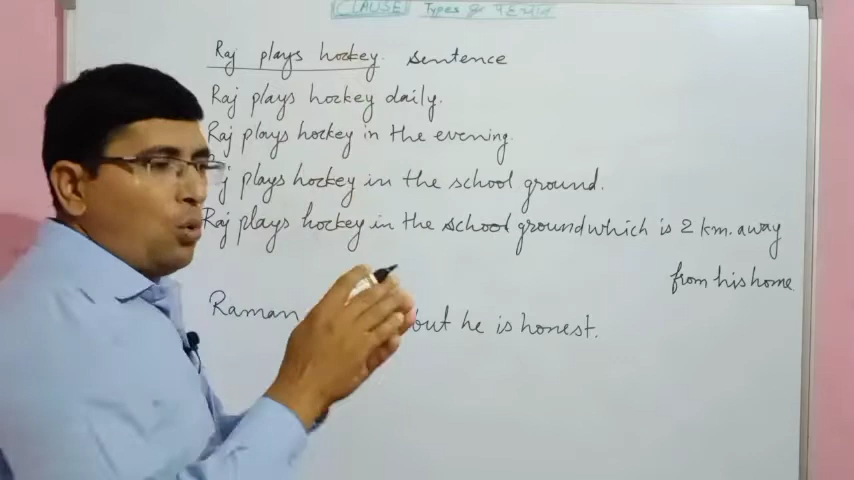 CLAUSE Types of
Raj plays hockey. sentence
Raj plays hockey daily.
Raj plays hockey in the evening.
plays hockey in the school ground.
Raj plays hockey in the school ground which is 2 km. away
from his home
Raman but he is honest.